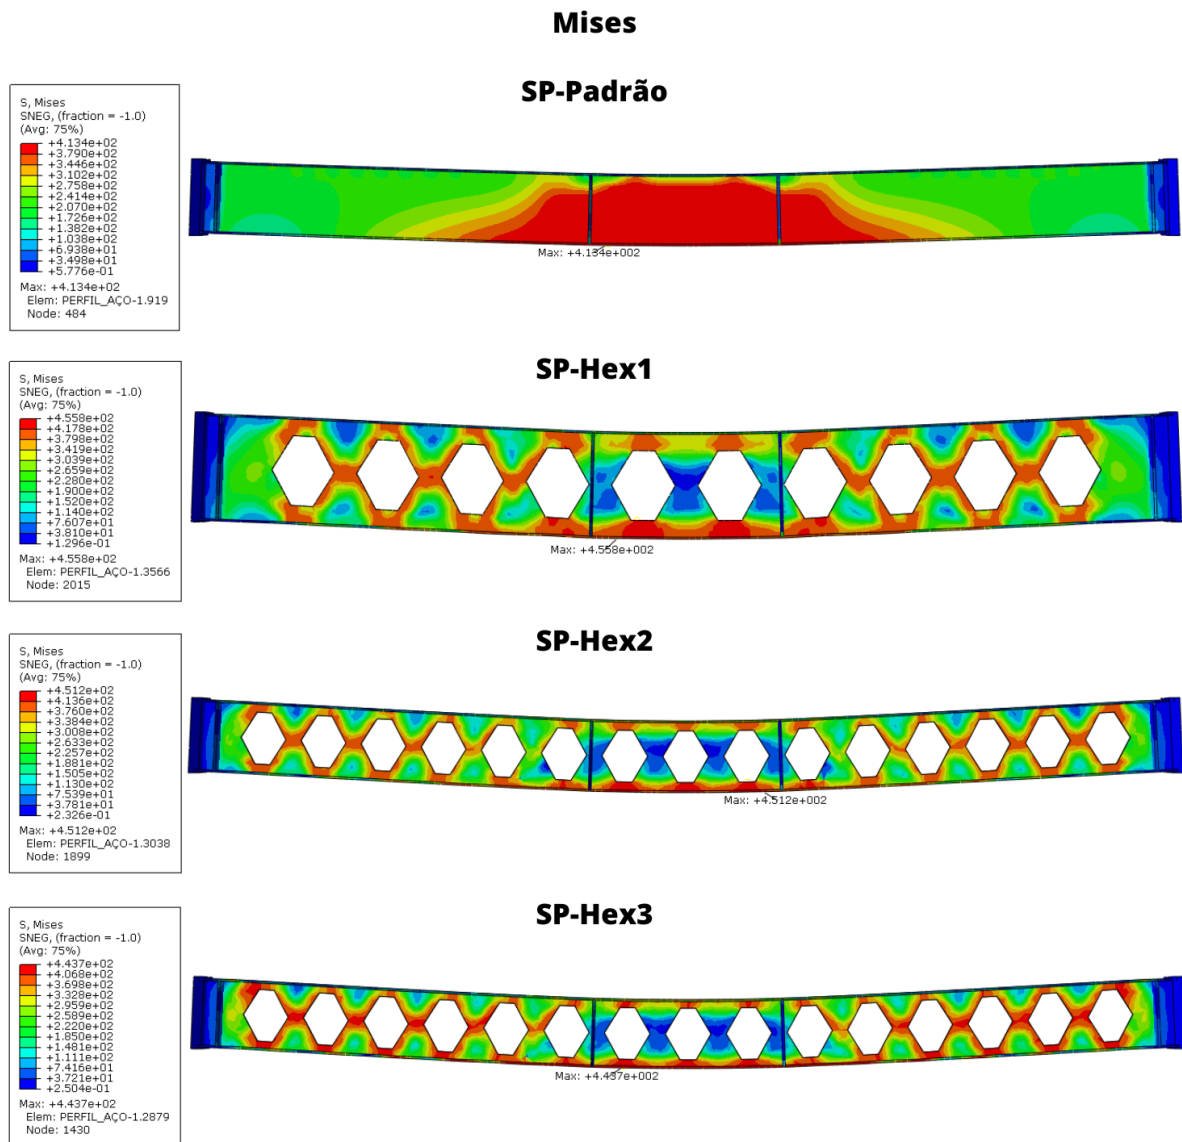 Mises
SP-Padrão
S, Mises
SNEG, (fraction = -1.0)
(Avg: 75%)
+4.134e+02
+3.790e+02
+3.446e+02
+3.102e+02
+2.758e+02
+2.414e+02
+2.070e+02
+1.726e+02
+1.382e+02
+1.038e+02
+6.938e+01
+3.498e+01
+5.776e-01
Max: +4.134e+02
Elem: PERFIL_AÇO-1.919
Node: 484
Max: +4.134e+002
SP-Hex1
S, Mises
SNEG, (fraction = -1.0)
(Avg: 75%)
+4.558e+02
+4.178e+02
+3.798e+02
+3.419e+02
+3.039e+02
+2.659e+02
+2.280e+02
+1.900e+02
+1.520e+02
+1.140e+02
+7.607e+01
+3.810e+01
+1.296e-01
Max: +4.558e+02
Elem: PERFIL_AÇO-1.3566
Node: 2015
Max: +4.558e+002
SP-Hex2
S, Mises
SNEG, (fraction = -1.0)
(Avg: 75%)
+4.512e+02
+4.136e+02
+3.760e+02
+3.384e+02
+3.008e+02
+2.633e+02
+2.257e+02
+1.881e+02
+1.505e+02
+1.130e+02
+7.539e+01
+3.781e+01
+2.326e-01
Max: +4.512e+02
Elem: PERFIL_AÇO-1.3038
Node: 1899
Max: +4.512e+002
SP-Hex3
S, Mises
SNEG, (fraction = -1.0)
(Avg: 75%)
+4.437e+02
+4.068e+02
+3.698e+02
+3.328e+02
+2.959e+02
+2.589e+02
+2.220e+02
+1.850e+02
+1.481e+02
+1.111e+02
+7.416e+01
+3.721e+01
+2.504e-01
Max: +4.437e+02
Elem: PERFIL_AÇO-1.2879
Node: 1430
Max: +4.437e+002